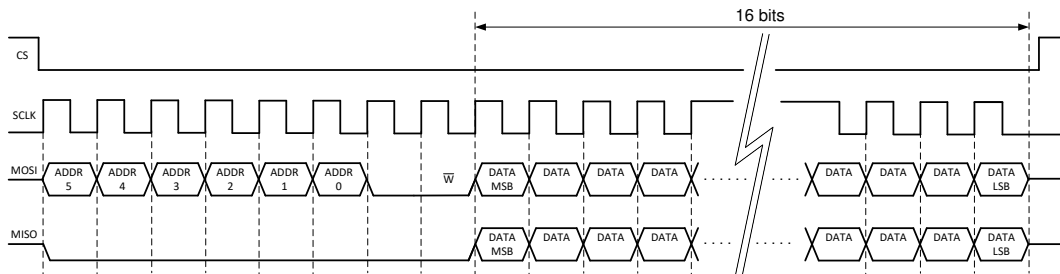 16 bits
CS
SCLK
MOSI ADDR 5 ADDR 4 ADDR 3 ADDR 2 ADDR 1 ADDR 0 W̅ DATA MSB DATA DATA DATA DATA DATA DATA DATA LSB
MISO DATA MSB DATA DATA DATA DATA DATA DATA DATA LSB